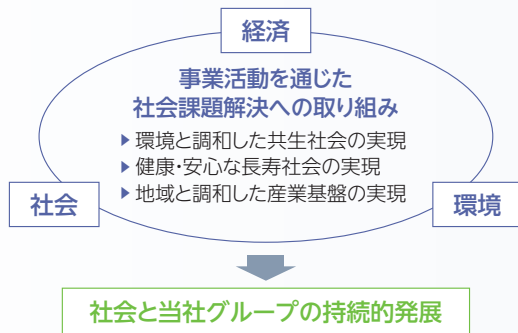 経済
事業活動を通じた
社会課題解決への取り組み
▶環境と調和した共生社会の実現
▶健康・安心な長寿社会の実現
▶地域と調和した産業基盤の実現
社会
環境
社会と当社グループの持続的発展